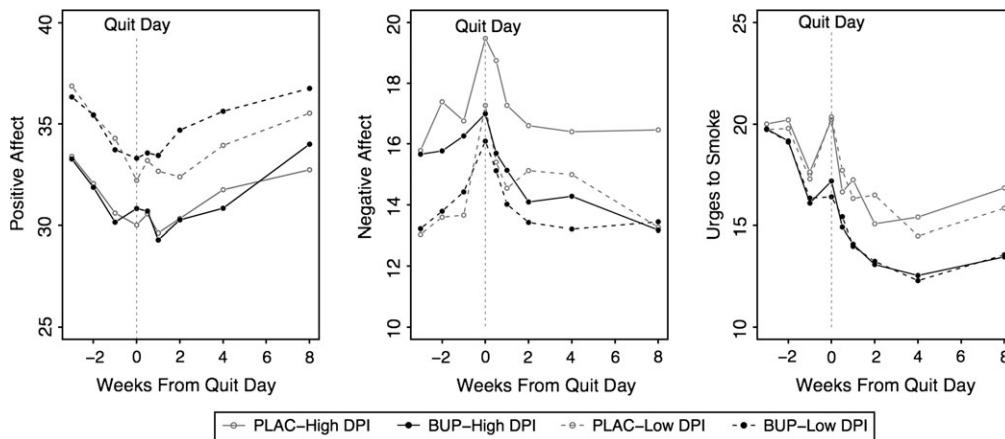 Quit Day
Positive Affect
40
35
30
25
−2 0 2 4 6 8
Weeks From Quit Day
Quit Day
Negative Affect
20
18
16
14
12
10
−2 0 2 4 6 8
Weeks From Quit Day
Quit Day
Urges to Smoke
25
20
15
10
−2 0 2 4 6 8
Weeks From Quit Day
PLAC−High DPI BUP−High DPI PLAC−Low DPI BUP−Low DPI